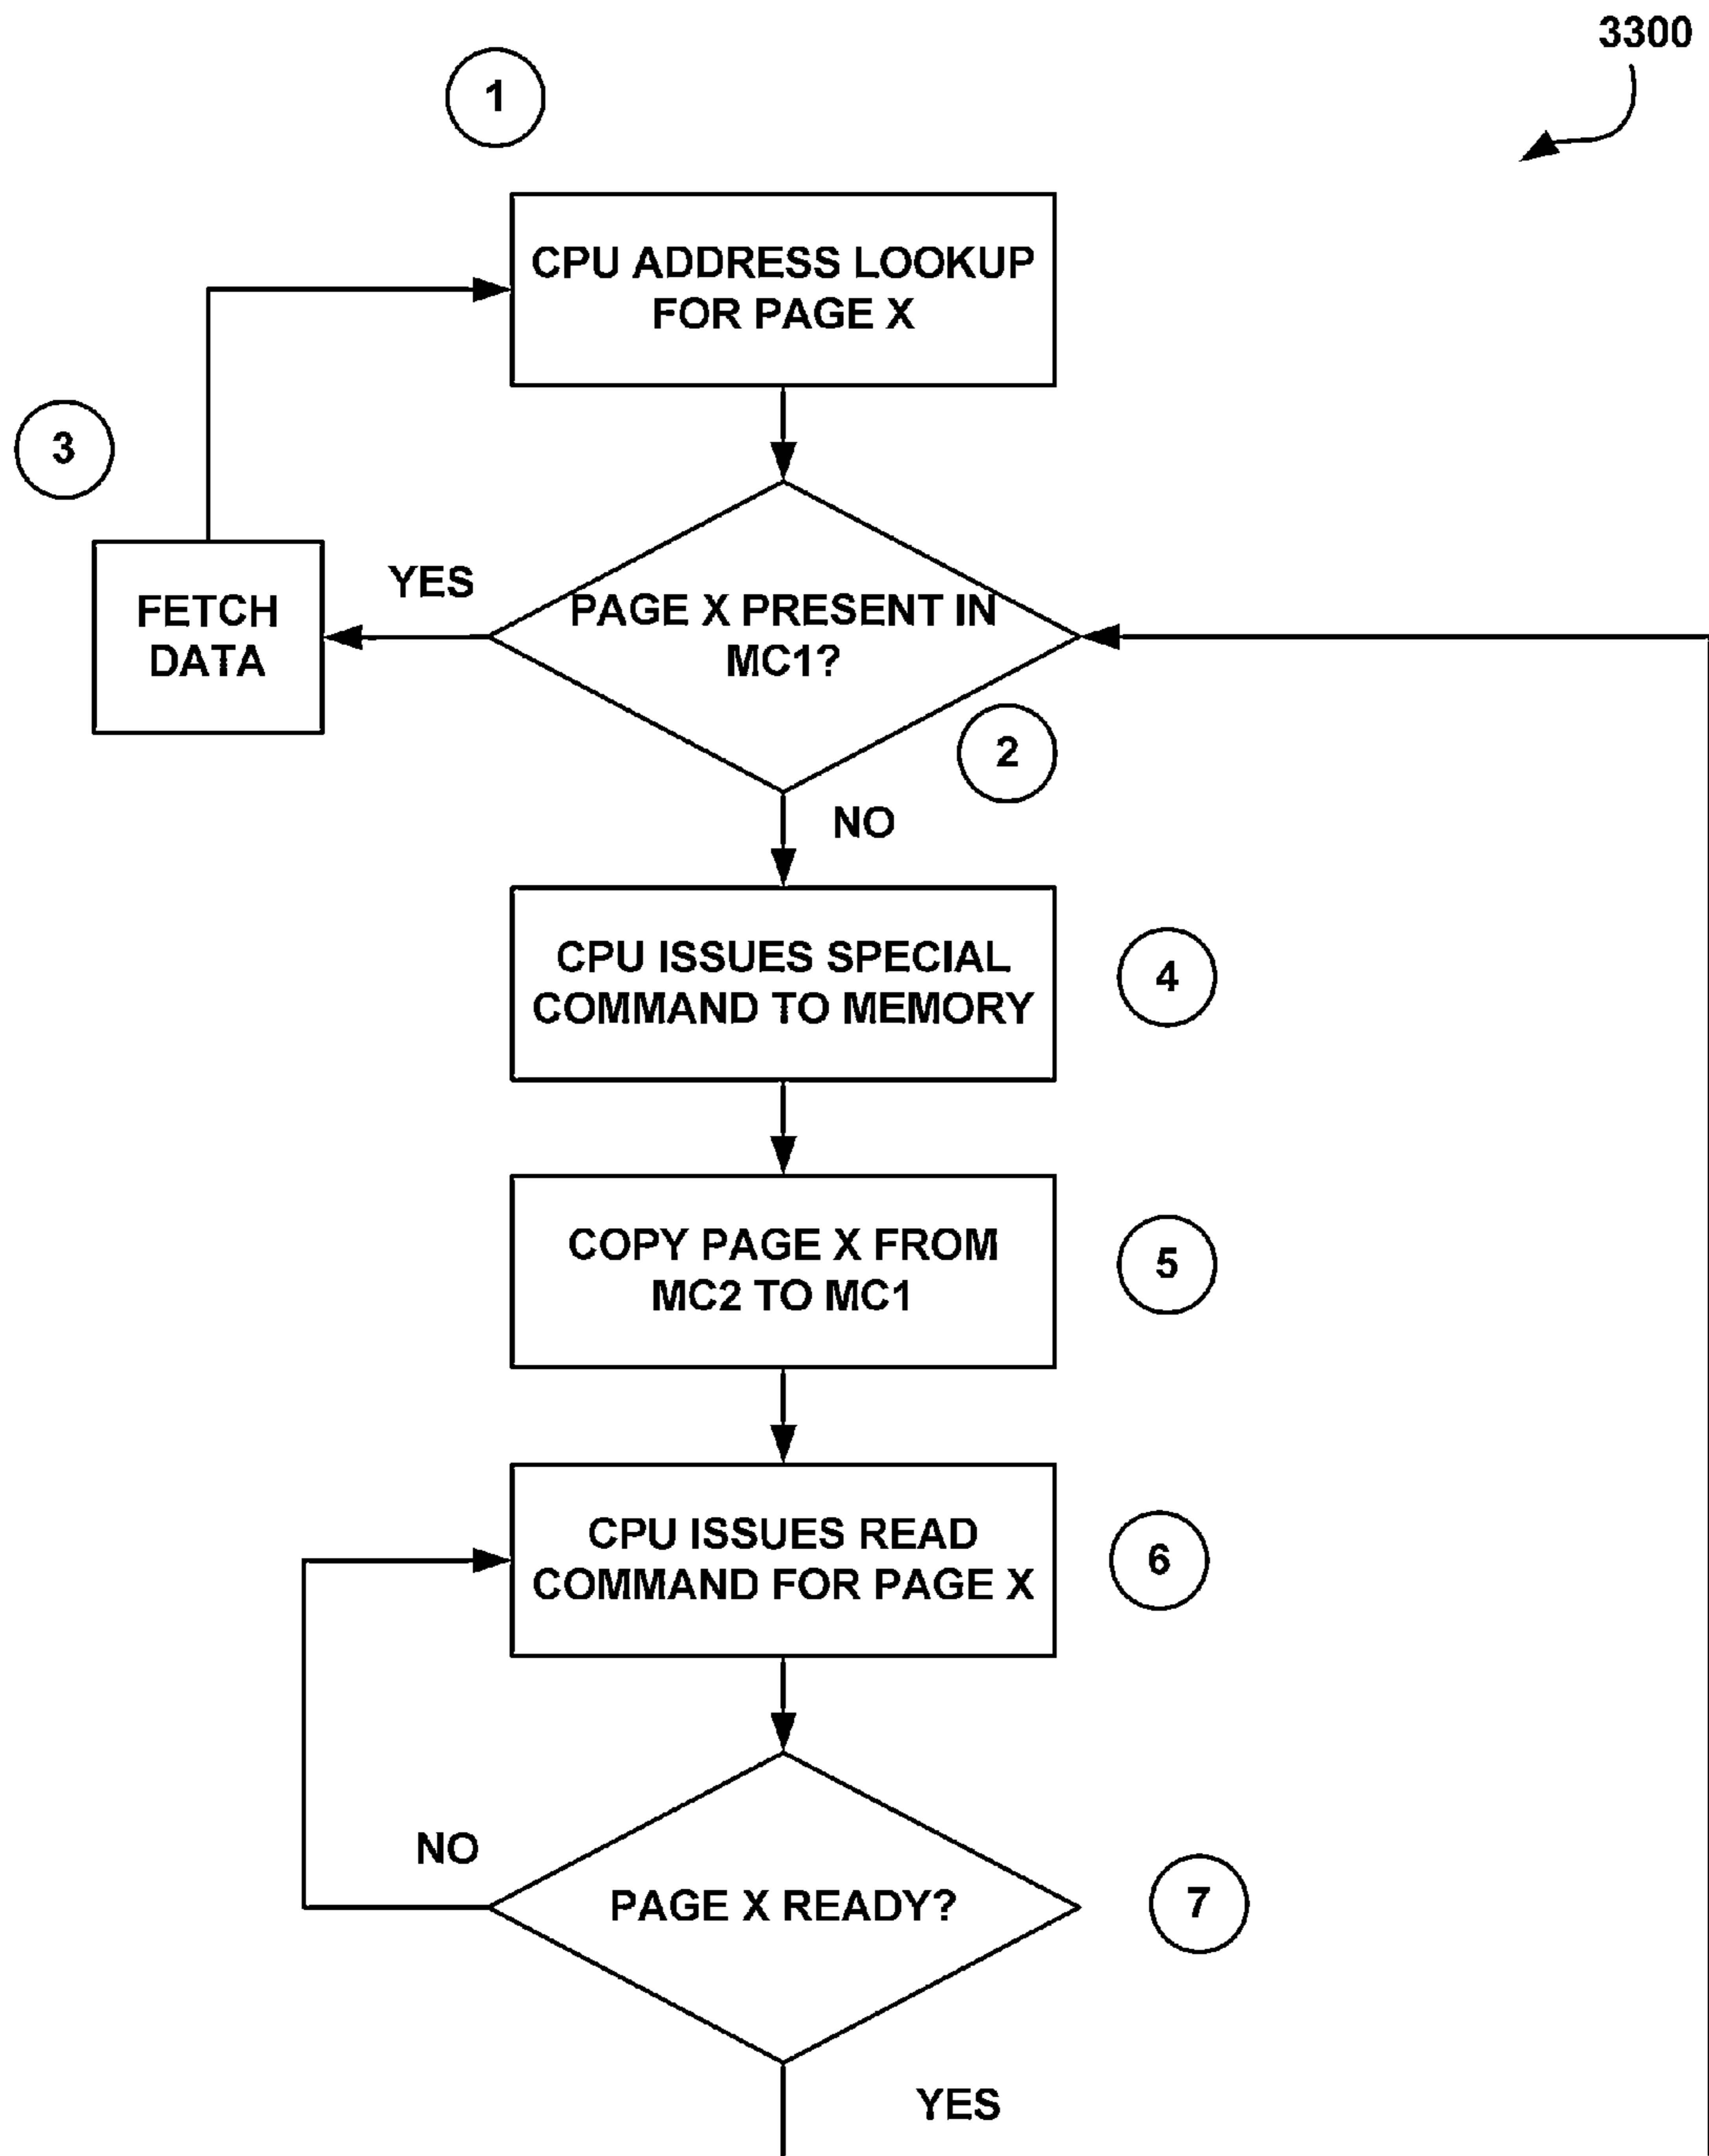 3300
1
CPU ADDRESS LOOKUP
FOR PAGE X
3
FETCH
DATA
YES
PAGE X PRESENT IN
MC1?
2
NO
CPU ISSUES SPECIAL
COMMAND TO MEMORY
4
COPY PAGE X FROM
MC2 TO MC1
5
CPU ISSUES READ
COMMAND FOR PAGE X
6
NO
PAGE X READY?
7
YES